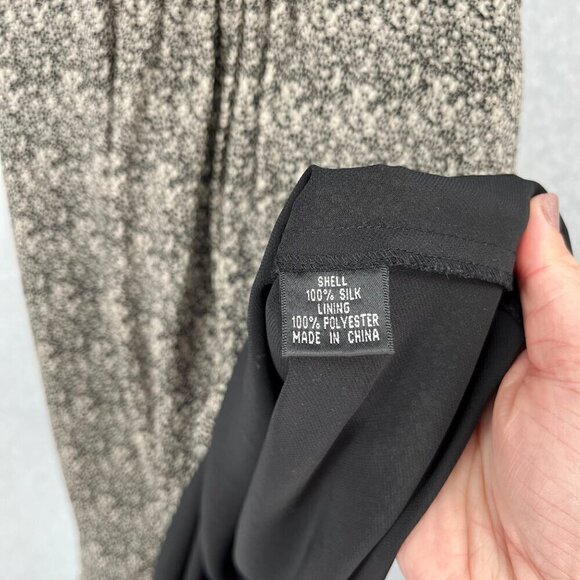 SHELL
100% SILK
LINING
100% POLYESTER
MADE IN CHINA